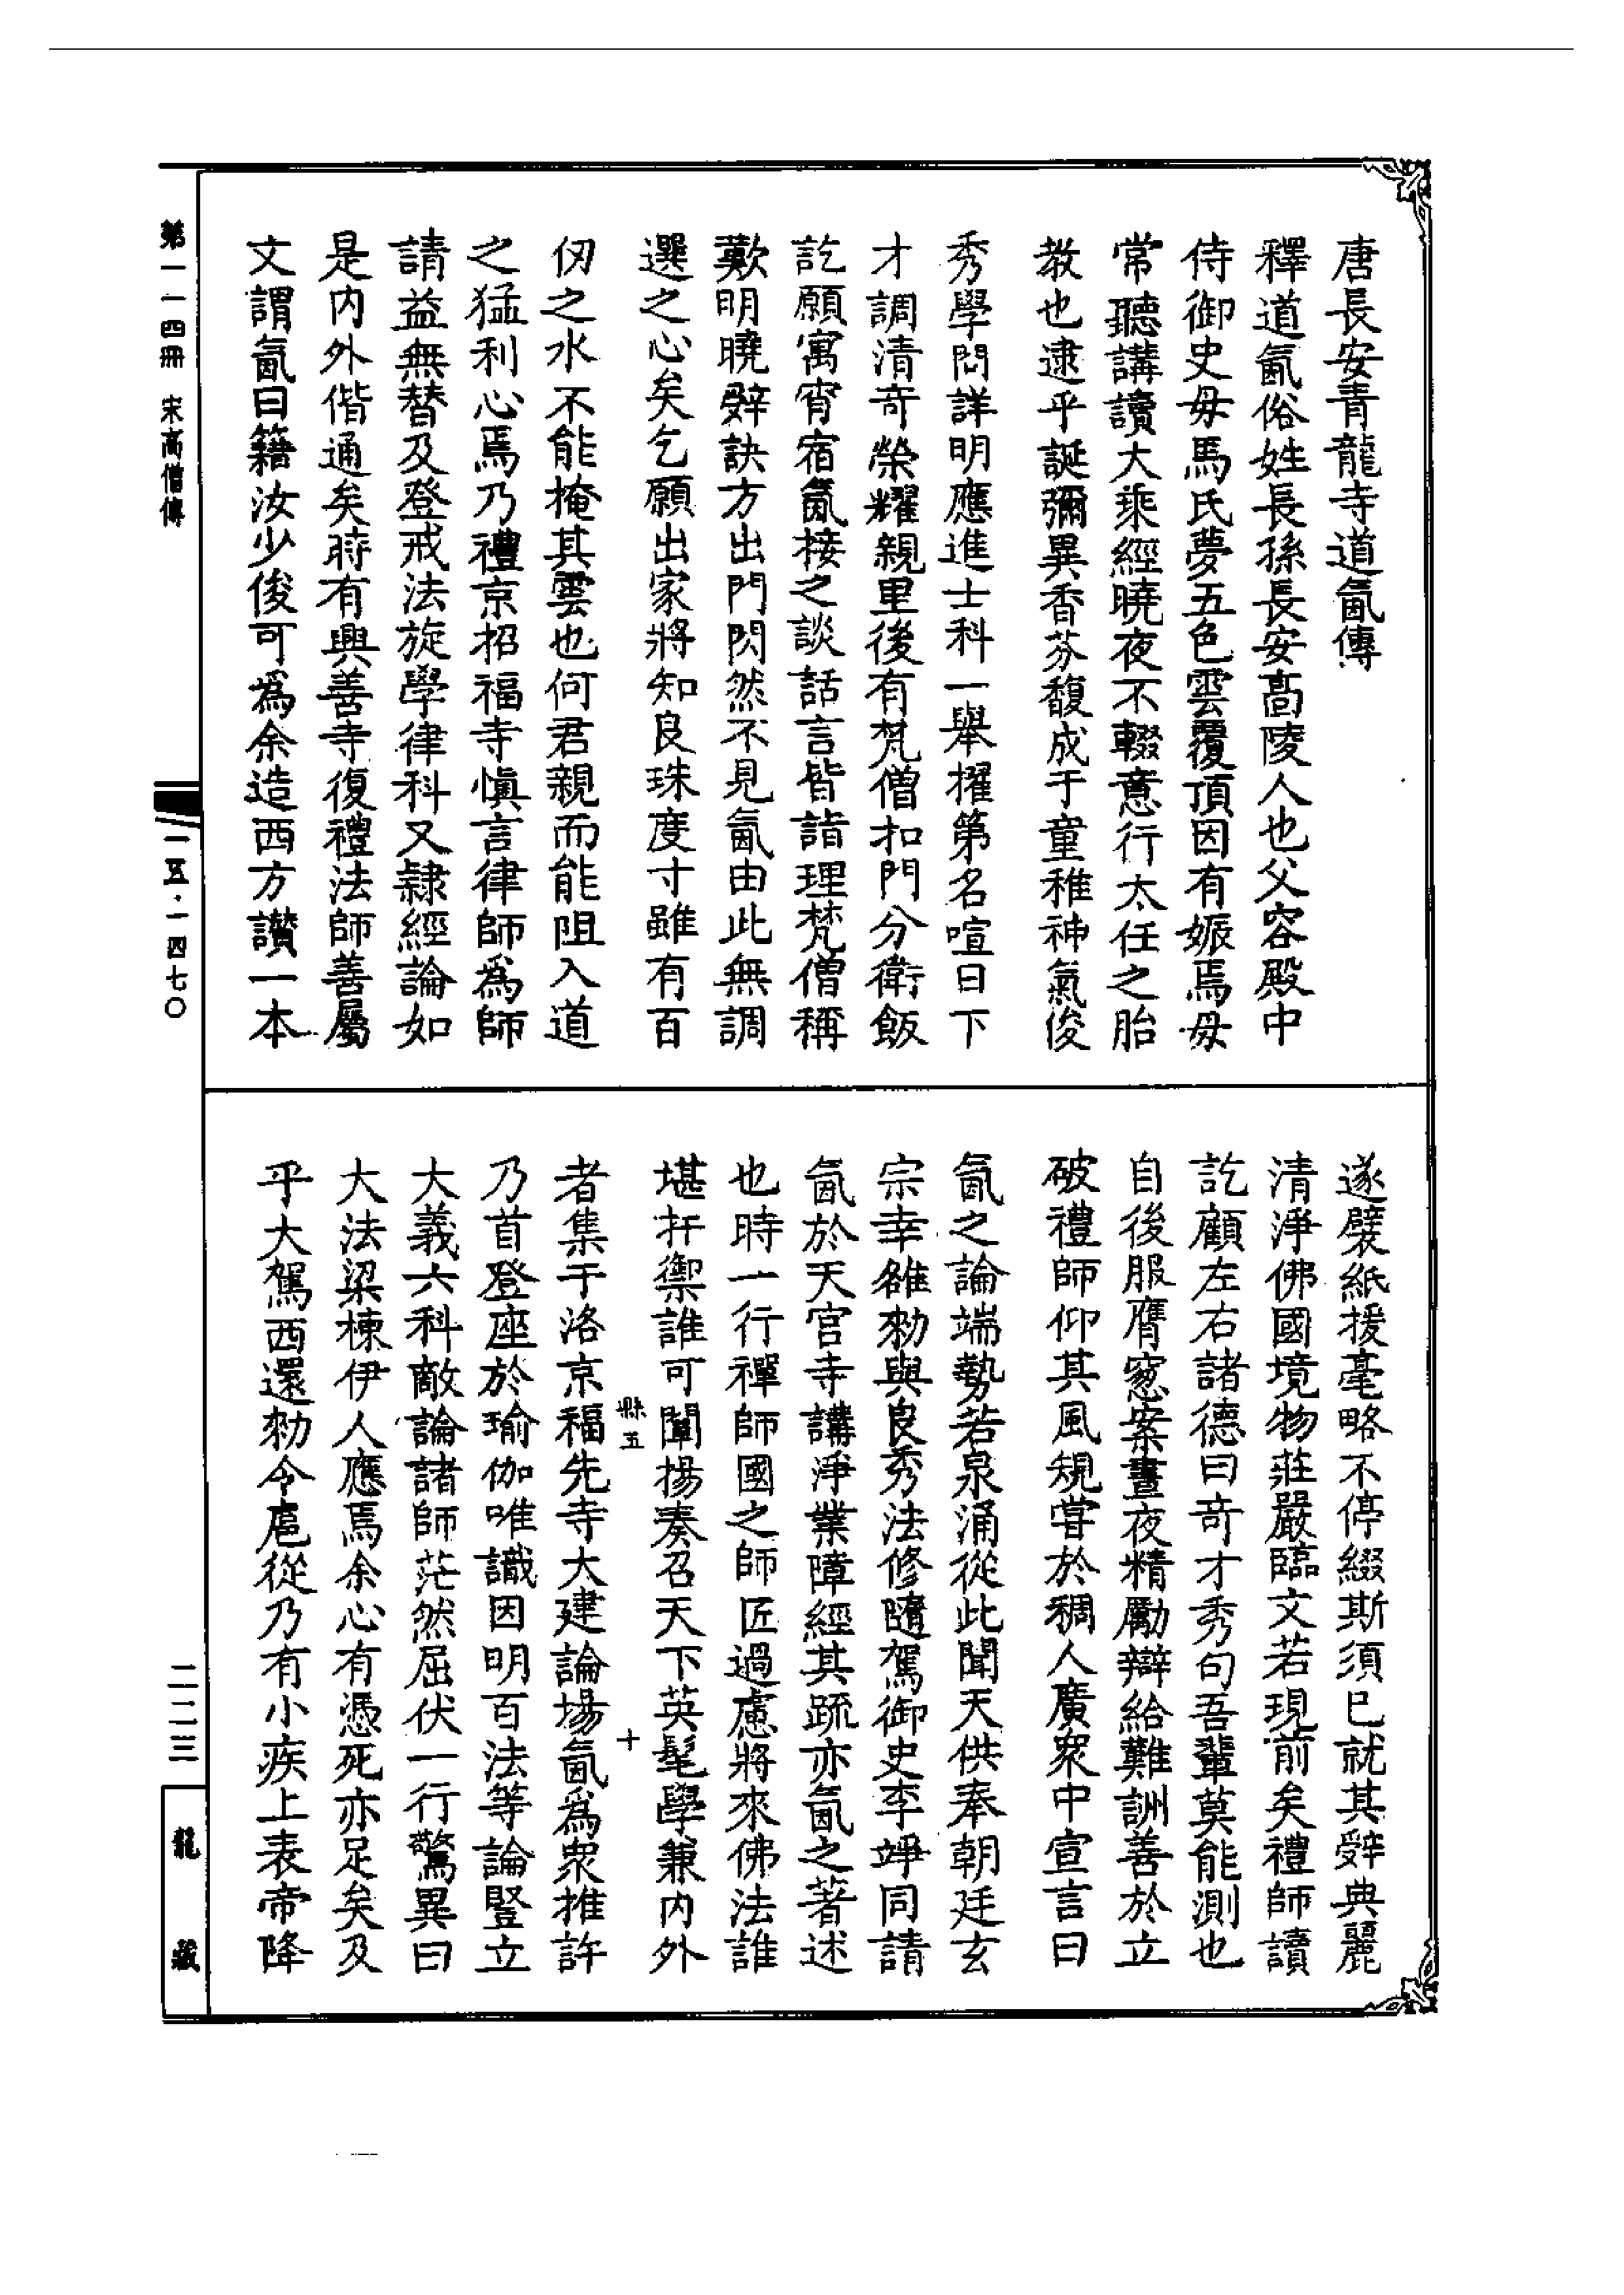 唐長安青龍寺道氤傳
釋道氤俗姓長孫長安高陵人也父容殿中
侍御史母馬氏夢五色雲覆頂因有娠焉母
常聽講讀大乘經曉夜不輟意行太任之胎
教也逮乎誕彌異香芬馥成于童稚神氣俊
秀學問詳明應進士科一舉擢第名喧日下
才調清奇榮耀親里後有梵僧扣門分衛飯
訖願寓宵宿氤接之談話言皆詣理梵僧稱
歎明曉辭訣方出門閃然不見氤由此無調
選之心矣乞願出家將知良珠度寸雖有百
仞之水不能掩其雲也何君親而能阻入道
之猛利心焉乃禮京招福寺慎言律師為師
請益無替及登戒法旋學律科又隸經論如
是內外偕通矣時有興善寺復禮法師善屬
文謂氤曰籍汝少俊可為余造西方讚一本
遂襞紙援毫略不停綴斯須已就其辭典麗
清淨佛國境物莊嚴臨文若現前矣禮師讀
訖顧左右諸德曰奇才秀句吾輩莫能測也
自後服膺窓案晝夜精勵辯給難詶善於立
破禮師仰其風規甞於稠人廣眾中宣言曰
氤之論端勢若泉涌從此聞天供奉朝廷玄
宗幸雒勑與良秀法修隨駕御史李竫同請
氤於天宮寺講淨業障經其疏亦氤之著述
也時一行禪師國之師匠過慮將來佛法誰
堪扞禦誰可闡揚奏召天下英髦學兼內外
縣五　十
者集于洛京福先寺大建論場氤為眾推許
乃首登座於瑜伽唯識因明百法等論豎立
大義六科敵論諸師茫然屈伏一行驚異曰
大法梁棟伊人應焉余心有憑死亦足矣及
乎大駕西還勑令扈從乃有小疾上表帝降
第一一四冊　宋高僧傳
一五·一四七〇
二二三
龍藏